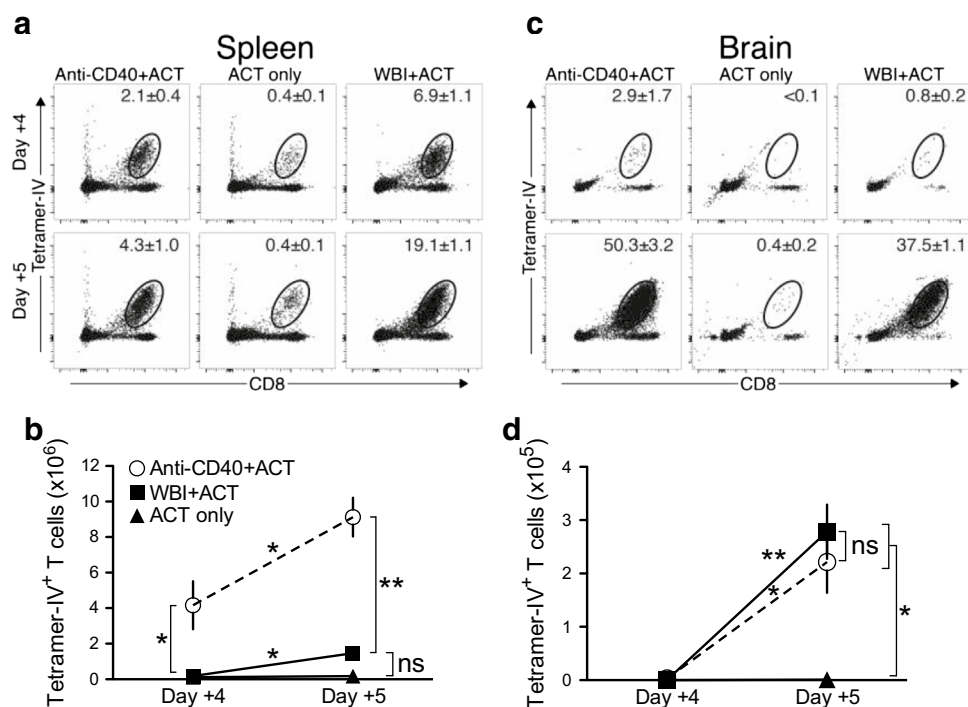 a
Spleen
Anti-CD40+ACT ACT only WBI+ACT
Day +4
Tetramer-IV
2.1±0.4 0.4±0.1 6.9±1.1
Day +5
4.3±1.0 0.4±0.1 19.1±1.1
CD8
c
Brain
Anti-CD40+ACT ACT only WBI+ACT
Tetramer-IV
2.9±1.7 <0.1 0.8±0.2
50.3±3.2 0.4±0.2 37.5±1.1
CD8
b
Tetramer-IV+ T cells (x10⁶)
12
10
8
6
4
2
0
Anti-CD40+ACT
WBI+ACT
ACT only
*
**
*
*
ns
Day +4 Day +5
d
Tetramer-IV+ T cells (x10⁵)
4
3
2
1
0
**
*
ns
*
Day +4 Day +5